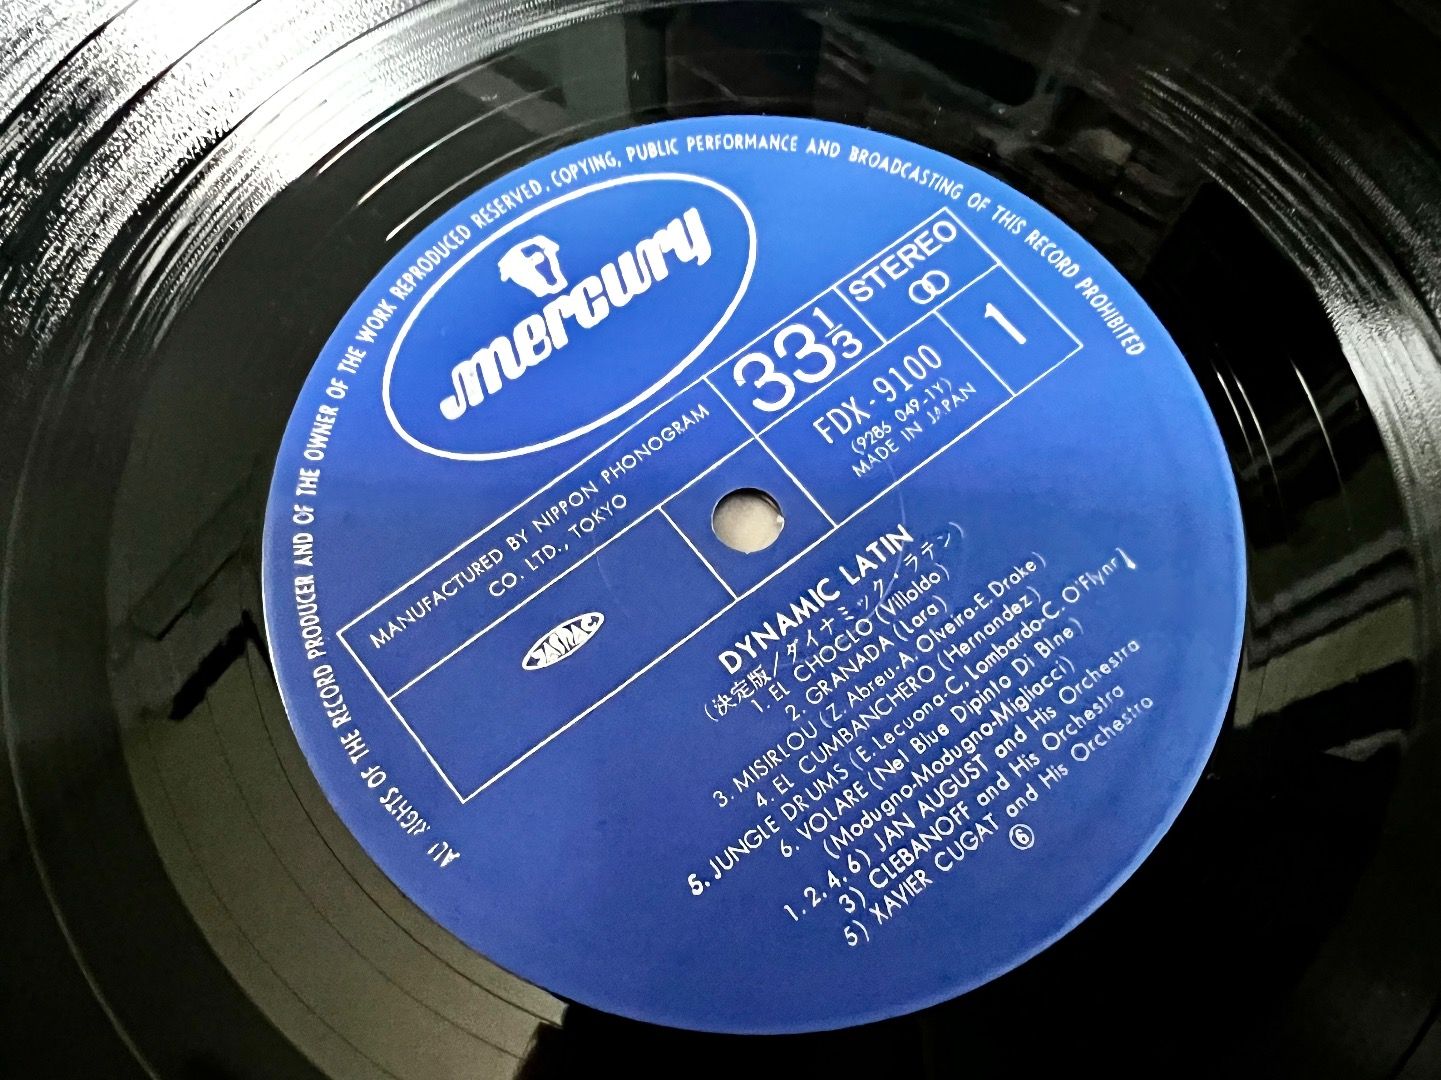 ALL RIGHTS OF THE RECORD PRODUCER AND OF THE OWNER OF THE WORK REPRODUCED RESERVED. COPYING, PUBLIC PERFORMANCE AND BROADCASTING OF THIS RECORD PROHIBITED
mercury
MANUFACTURED BY NIPPON PHONOGRAM
CO. LTD., TOKYO
33 1/3
STEREO
FDX-9100
(9286 049-1Y)
MADE IN JAPAN
1
JASRAC
DYNAMIC LATIN
(決定版/ダイナミック・ラテン)
1. EL CHOCLO (Villoldo)
2. GRANADA (Lara)
3. MISIRLOU (Z. Abreu-A. Olveira-E. Drake)
4. EL CUMBANCHERO (Hernandez)
5. JUNGLE DRUMS (E. Lecuona-C. Lombardo-C. O'Flynn)
6. VOLARE (Nel Blue Dipinto Di Blne)
(Modugno-Modugno-Migliacci)
1. 2. 4. 6) JAN AUGUST and His Orchestra
3) CLEBANOFF and His Orchestra
5) XAVIER CUGAT and His Orchestra
⑥